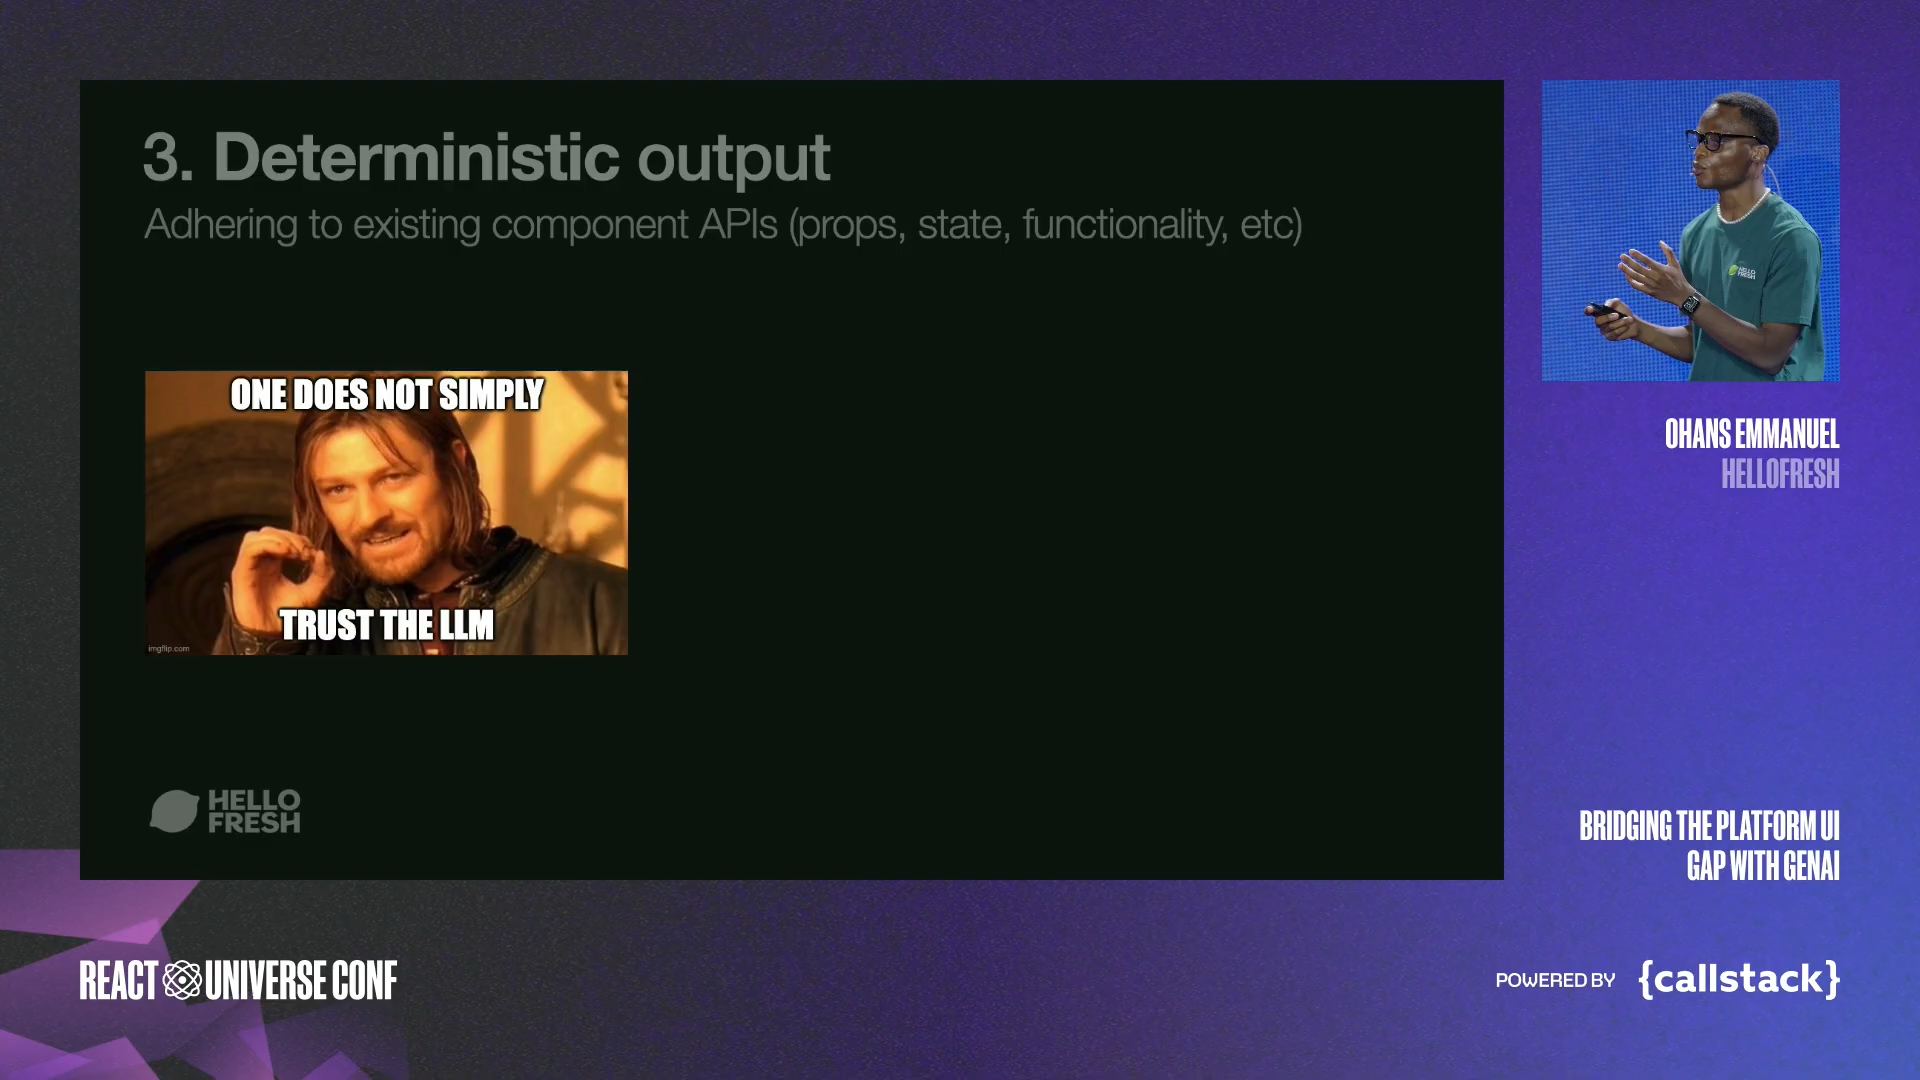 3. Deterministic output
Adhering to existing component APIs (props, state, functionality, etc)
ONE DOES NOT SIMPLY
TRUST THE LLM
imgflip.com
HELLO
FRESH
HELLO
FRESH
OHANS EMMANUEL
HELLOFRESH
BRIDGING THE PLATFORM UI
GAP WITH GENAI
REACT UNIVERSE CONF
POWERED BY {callstack}